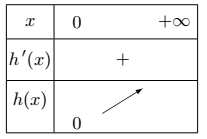 x 0 +∞
h′(x) +
h(x)
0